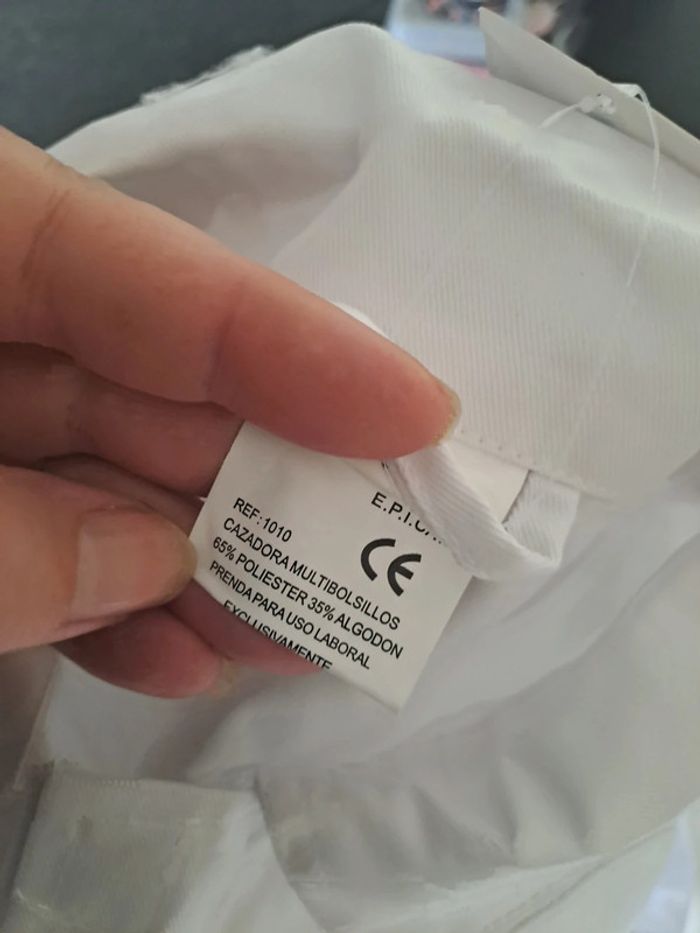 E.P.I.
CE
REF:1010
CAZADORA MULTIBOLSILLOS
65% POLIESTER 35% ALGODON
PRENDA PARA USO LABORAL
EXCLUSIVAMENTE